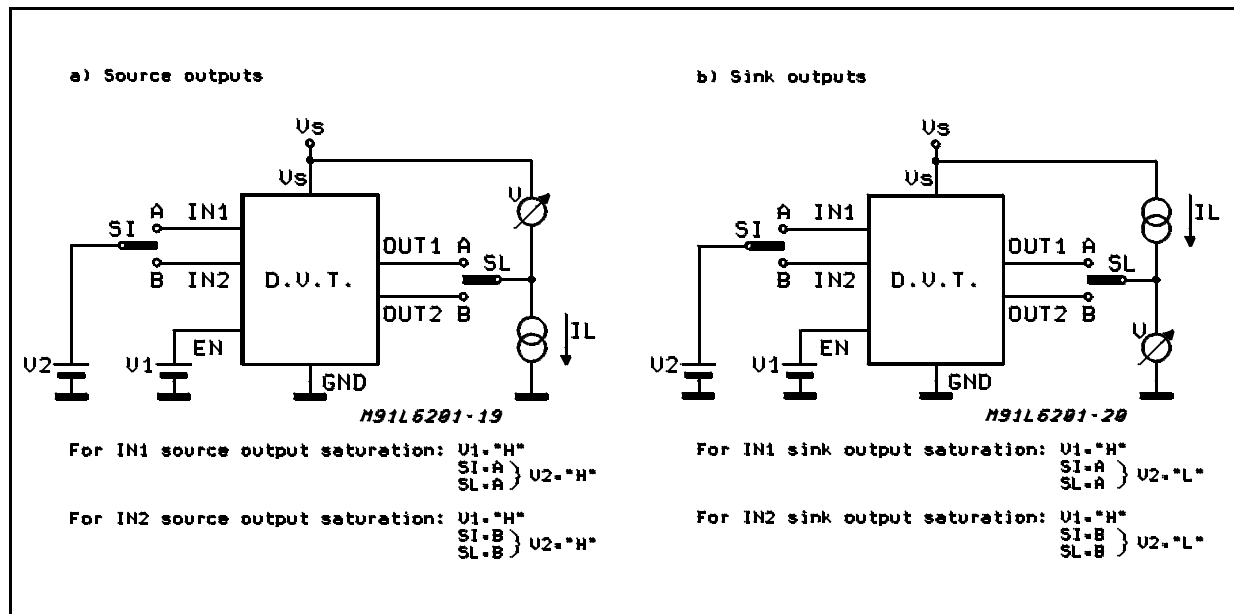 a) Source outputs
Vs
Vs
V
A
IN1
SI
B
IN2
D.V.T.
OUT1
A
SL
OUT2
B
IL
EN
V2
V1
GND
M91L6201-19
For IN1 source output saturation: V1="H"
SI=A
SL=A } V2="H"
For IN2 source output saturation: V1="H"
SI=B
SL=B } V2="H"
b) Sink outputs
Vs
Vs
IL
A
IN1
SI
B
IN2
D.V.T.
OUT1
A
SL
OUT2
B
V
EN
V2
V1
GND
M91L6201-20
For IN1 sink output saturation: V1="H"
SI=A
SL=A } V2="L"
For IN2 sink output saturation: V1="H"
SI=B
SL=B } V2="L"